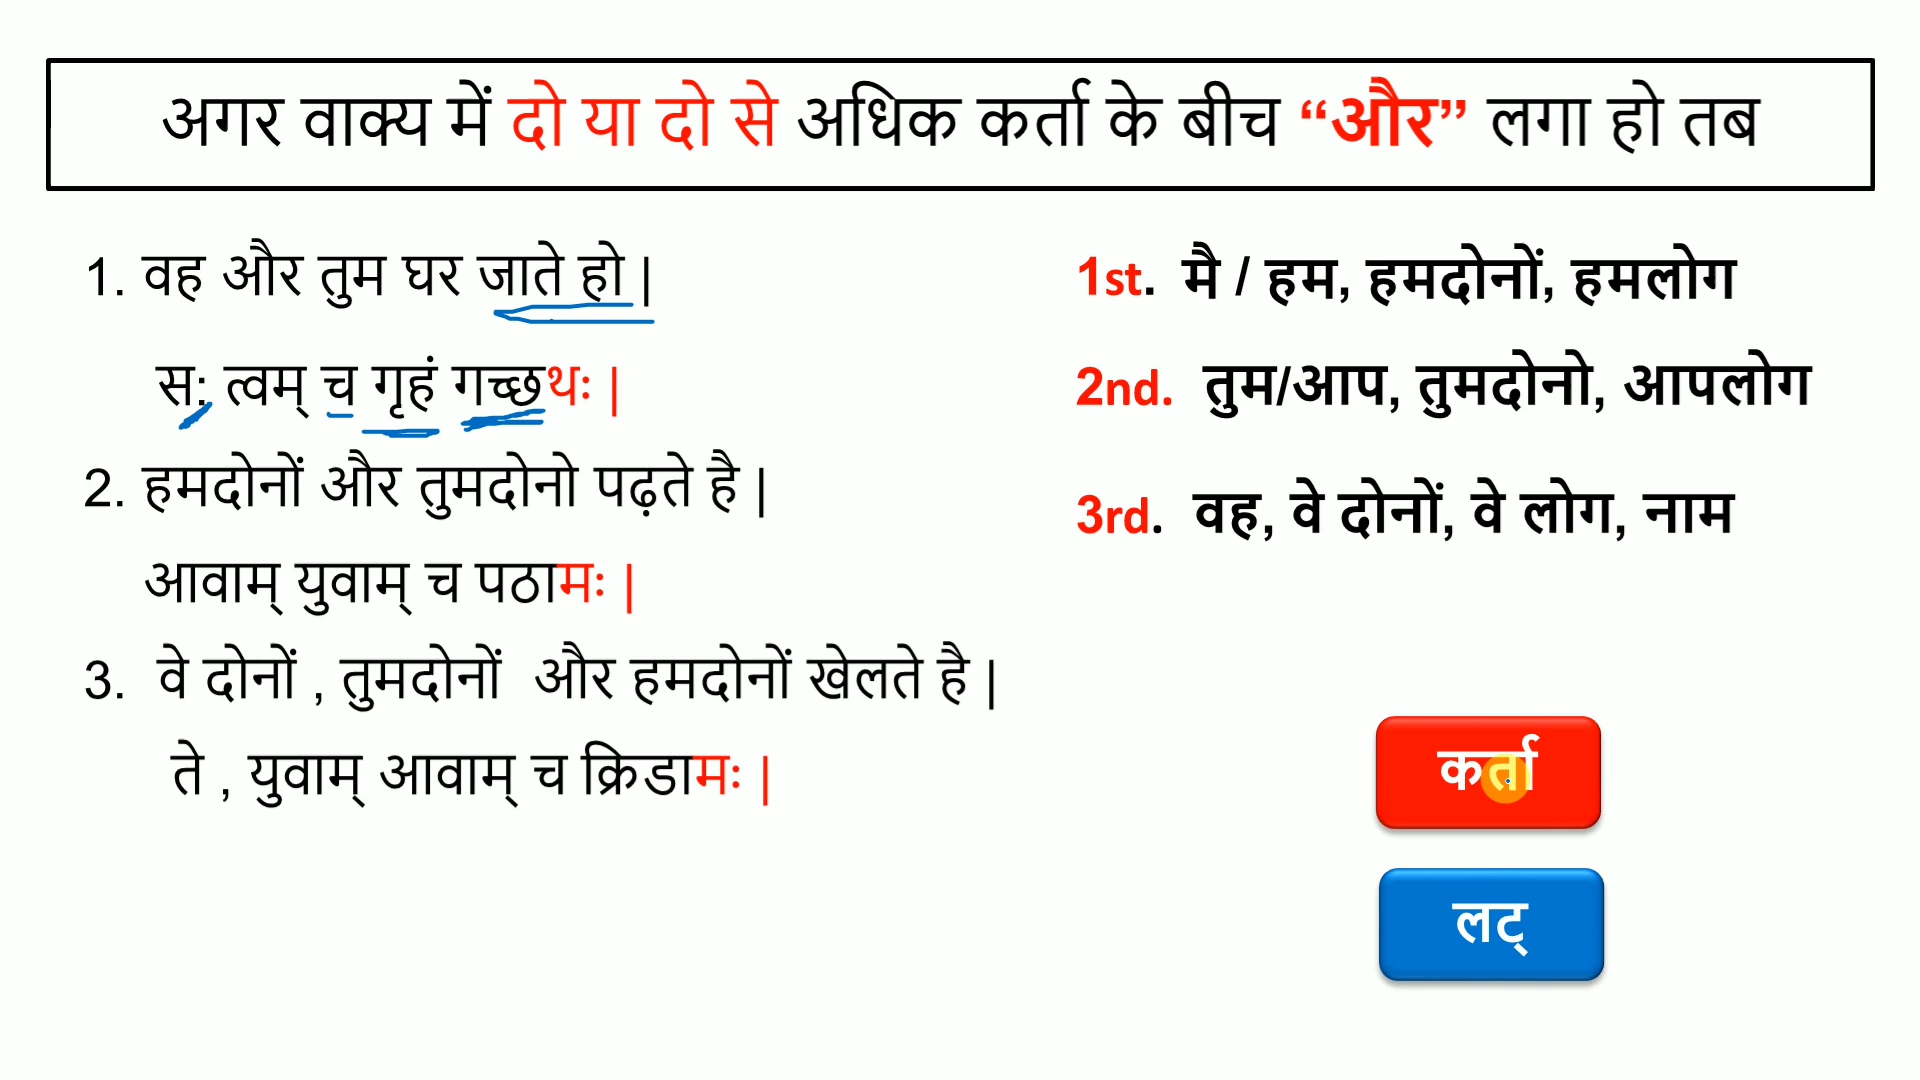 अगर वाक्य में दो या दो से अधिक कर्ता के बीच “और” लगा हो तब
1. वह और तुम घर जाते हो |
स: त्वम् च गृहं गच्छथः |
2. हमदोनों और तुमदोनो पढ़ते है |
आवाम् युवाम् च पठामः |
3. वे दोनों , तुमदोनों और हमदोनों खेलते है |
ते , युवाम् आवाम् च क्रिडामः |
1st. मै / हम, हमदोनों, हमलोग
2nd. तुम/आप, तुमदोनो, आपलोग
3rd. वह, वे दोनों, वे लोग, नाम
कर्ता
लट्